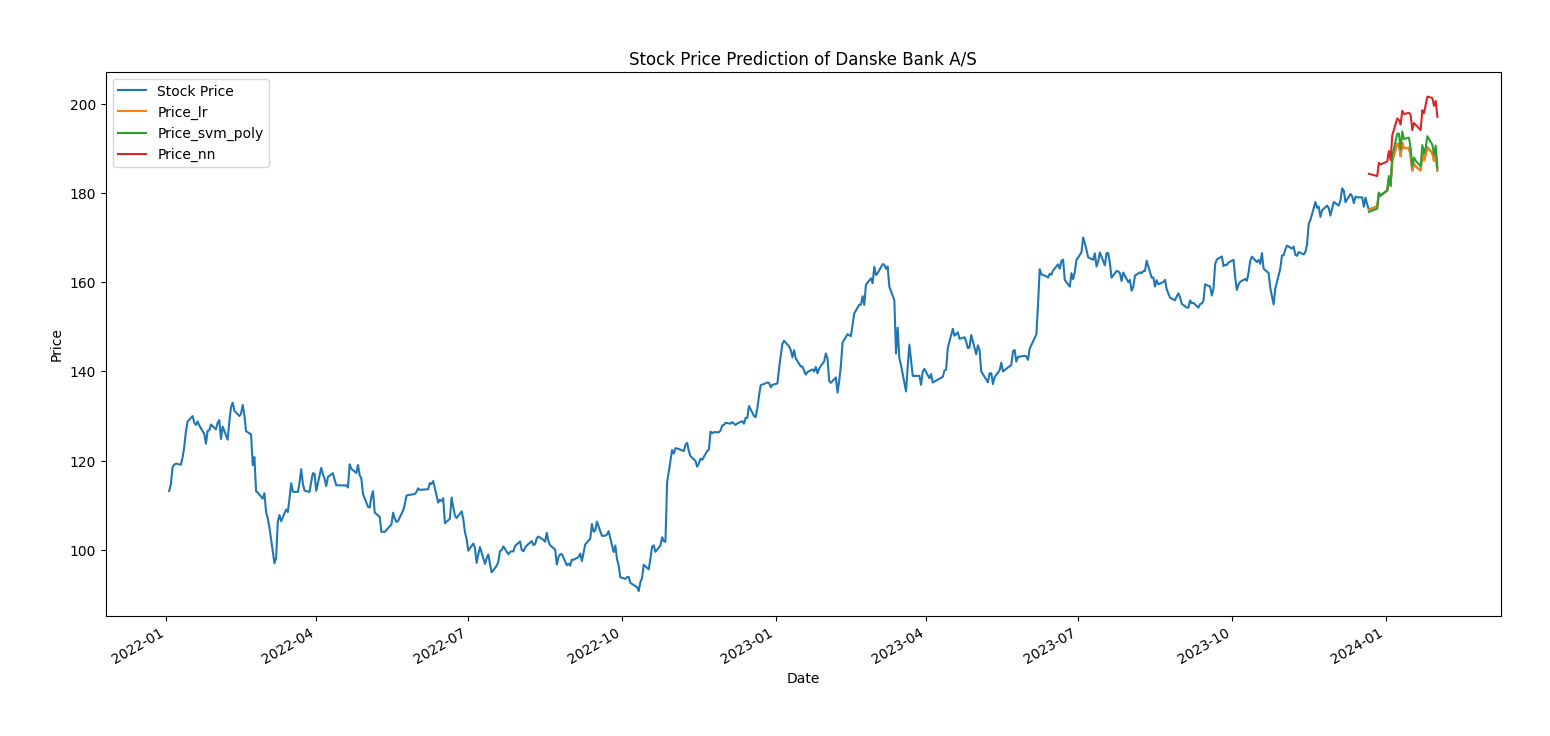 Stock Price Prediction of Danske Bank A/S
Stock Price
Price_lr
Price_svm_poly
Price_nn
200
180
160
140
120
100
Price
2022-01
2022-04
2022-07
2022-10
2023-01
2023-04
2023-07
2023-10
2024-01
Date